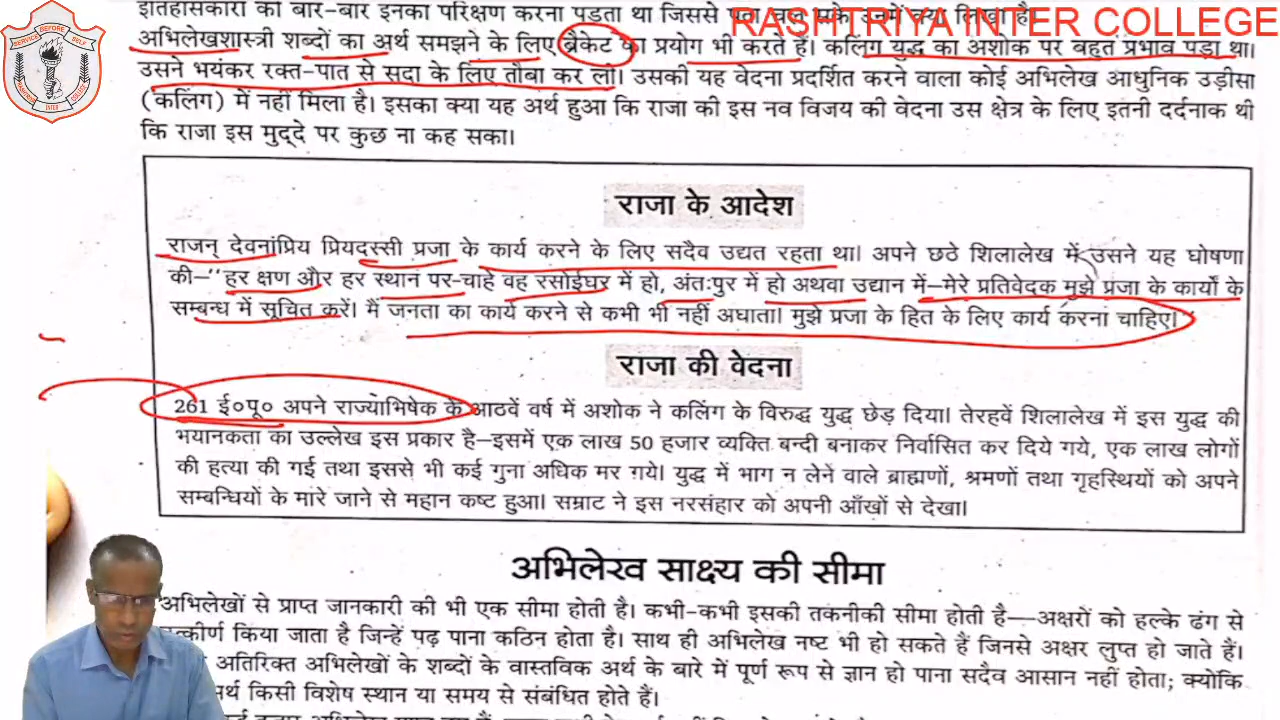 RASHTRIYA INTER COLLEGE
SERVICE BEFORE SELF
INTER
इतिहासकारों को बार-बार इनका परिक्षण करना पड़ता था जिससे पता चल सके उनमें क्या लिखा है।
अभिलेखशास्त्री शब्दों का अर्थ समझने के लिए ब्रैकेट का प्रयोग भी करते हैं। कलिंग युद्ध का अशोक पर बहुत प्रभाव पड़ा था।
उसने भयंकर रक्त-पात से सदा के लिए तौबा कर ली। उसकी यह वेदना प्रदर्शित करने वाला कोई अभिलेख आधुनिक उड़ीसा
(कलिंग) में नहीं मिला है। इसका क्या यह अर्थ हुआ कि राजा की इस नव विजय की वेदना उस क्षेत्र के लिए इतनी दर्दनाक थी
कि राजा इस मुद्दे पर कुछ ना कह सका।
राजा के आदेश
राजन् देवनांप्रिय प्रियदस्सी प्रजा के कार्य करने के लिए सदैव उद्यत रहता था। अपने छठे शिलालेख में उसने यह घोषणा
की–''हर क्षण और हर स्थान पर-चाहे वह रसोईघर में हो, अंतःपुर में हो अथवा उद्यान में–मेरे प्रतिवेदक मुझे प्रजा के कार्यों के
सम्बन्ध में सूचित करें। मैं जनता का कार्य करने से कभी भी नहीं अघाता। मुझे प्रजा के हित के लिए कार्य करना चाहिए।
राजा की वेदना
261 ई०पू० अपने राज्याभिषेक के आठवें वर्ष में अशोक ने कलिंग के विरुद्ध युद्ध छेड़ दिया। तेरहवें शिलालेख में इस युद्ध की
भयानकता का उल्लेख इस प्रकार है–इसमें एक लाख 50 हजार व्यक्ति बन्दी बनाकर निर्वासित कर दिये गये, एक लाख लोगों
की हत्या की गई तथा इससे भी कई गुना अधिक मर गये। युद्ध में भाग न लेने वाले ब्राह्मणों, श्रमणों तथा गृहस्थियों को अपने
सम्बन्धियों के मारे जाने से महान कष्ट हुआ। सम्राट ने इस नरसंहार को अपनी आँखों से देखा।
अभिलेख साक्ष्य की सीमा
अभिलेखों से प्राप्त जानकारी की भी एक सीमा होती है। कभी-कभी इसकी तकनीकी सीमा होती है—अक्षरों को हल्के ढंग से
उत्कीर्ण किया जाता है जिन्हें पढ़ पाना कठिन होता है। साथ ही अभिलेख नष्ट भी हो सकते हैं जिनसे अक्षर लुप्त हो जाते हैं।
अतिरिक्त अभिलेखों के शब्दों के वास्तविक अर्थ के बारे में पूर्ण रूप से ज्ञान हो पाना सदैव आसान नहीं होता; क्योंकि
अर्थ किसी विशेष स्थान या समय से संबंधित होते हैं।